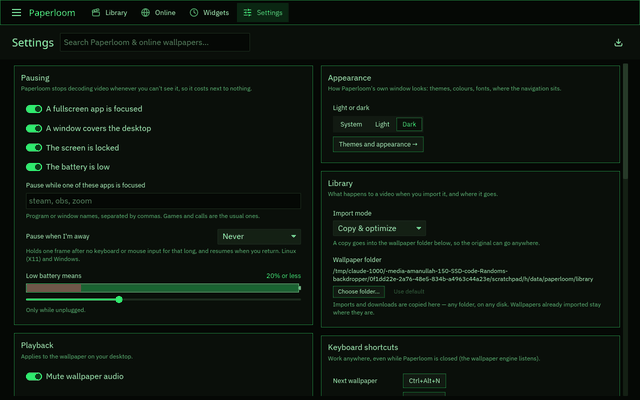 Paperloom
Library
Online
Widgets
Settings
Settings
Search Paperloom & online wallpapers...
Pausing
Paperloom stops decoding video whenever you can't see it, so it costs next to nothing.
A fullscreen app is focused
A window covers the desktop
The screen is locked
The battery is low
Pause while one of these apps is focused
steam, obs, zoom
Program or window names, separated by commas. Games and calls are the usual ones.
Pause when I'm away
Never
Holds one frame after no keyboard or mouse input for that long, and resumes when you return. Linux
(X11) and Windows.
Low battery means
20% or less
Only while unplugged.
Playback
Applies to the wallpaper on your desktop.
Mute wallpaper audio
Appearance
How Paperloom's own window looks: themes, colours, fonts, where the navigation sits.
Light or dark
System
Light
Dark
Themes and appearance →
Library
What happens to a video when you import it, and where it goes.
Import mode
Copy & optimize
A copy goes into the wallpaper folder below, so the original can go anywhere.
Wallpaper folder
/tmp/claude-1000/-media-amanullah-150-SSD-code-Randoms-
backdropper/0f1dd22e-2a76-48e5-834b-a4963c44a23e/scratchpad/h/data/paperloom/library
Choose folder...
Use default
Imports and downloads are copied here — any folder, on any disk. Wallpapers already imported stay
where they are.
Keyboard shortcuts
Work anywhere, even while Paperloom is closed (the wallpaper engine listens).
Next wallpaper
Ctrl+Alt+N